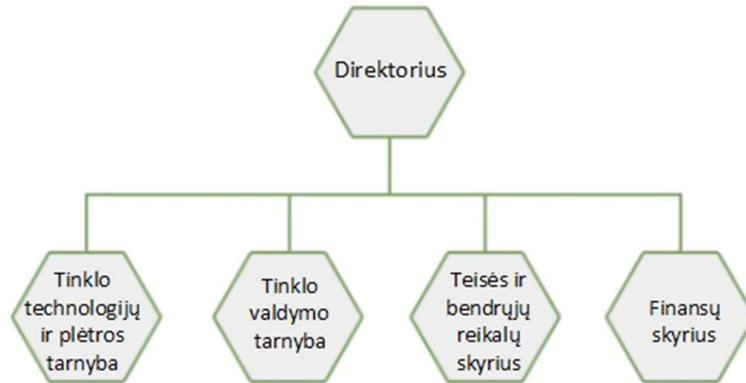 Direktorius
Tinklo
technologijų
ir plėtros
tarnyba
Tinklo
valdymo
tarnyba
Teisės ir
bendrųjų
reikalų
skyrius
Finansų
skyrius